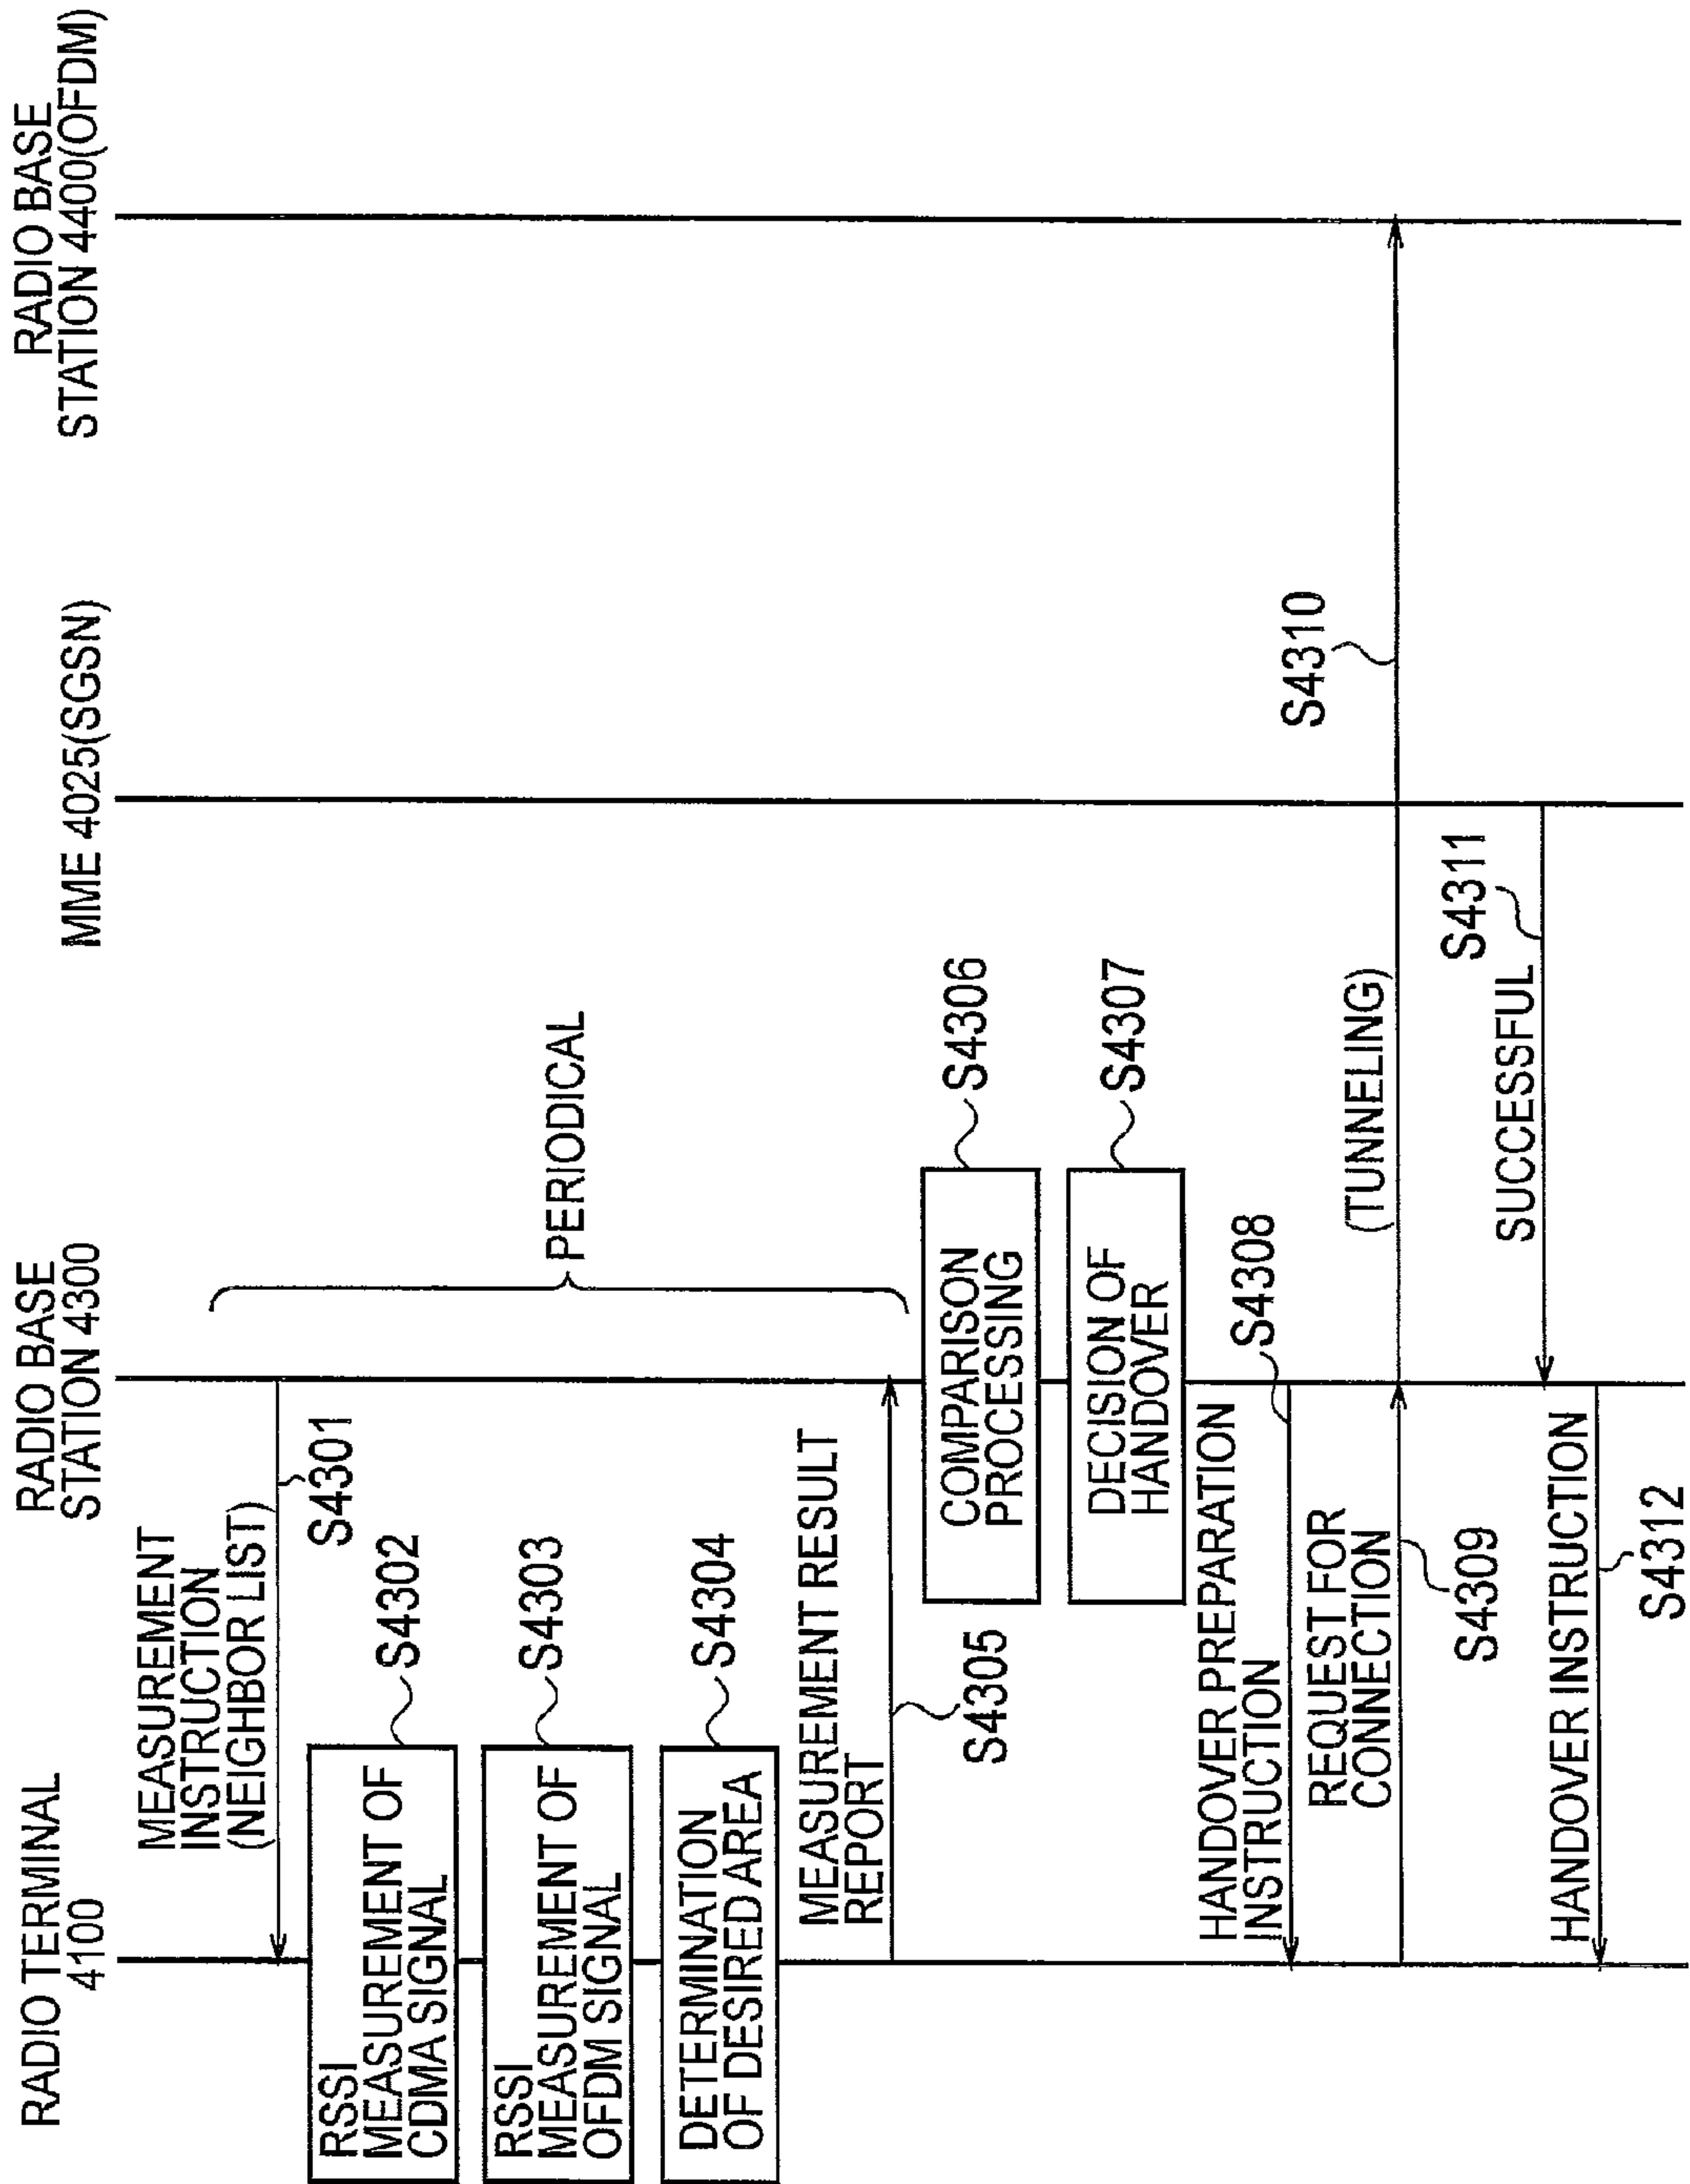 RADIO TERMINAL
4100
RADIO BASE
STATION 4300
MME 4025(SGSN)
RADIO BASE
STATION 4400(OFDM)
MEASUREMENT
INSTRUCTION
(NEIGHBOR LIST)
S4301
RSSI
MEASUREMENT OF
CDMA SIGNAL
S4302
RSSI
MEASUREMENT OF
OFDM SIGNAL
S4303
DETERMINATION
OF DESIRED AREA
S4304
PERIODICAL
MEASUREMENT RESULT
REPORT
S4305
COMPARISON
PROCESSING
S4306
DECISION OF
HANDOVER
S4307
HANDOVER PREPARATION
INSTRUCTION
S4308
REQUEST FOR
CONNECTION
S4309
(TUNNELING)
S4310
SUCCESSFUL
S4311
HANDOVER INSTRUCTION
S4312